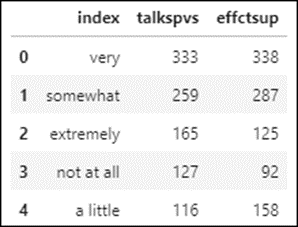 index talkspvs effctsup
0 very 333 338
1 somewhat 259 287
2 extremely 165 125
3 not at all 127 92
4 a little 116 158